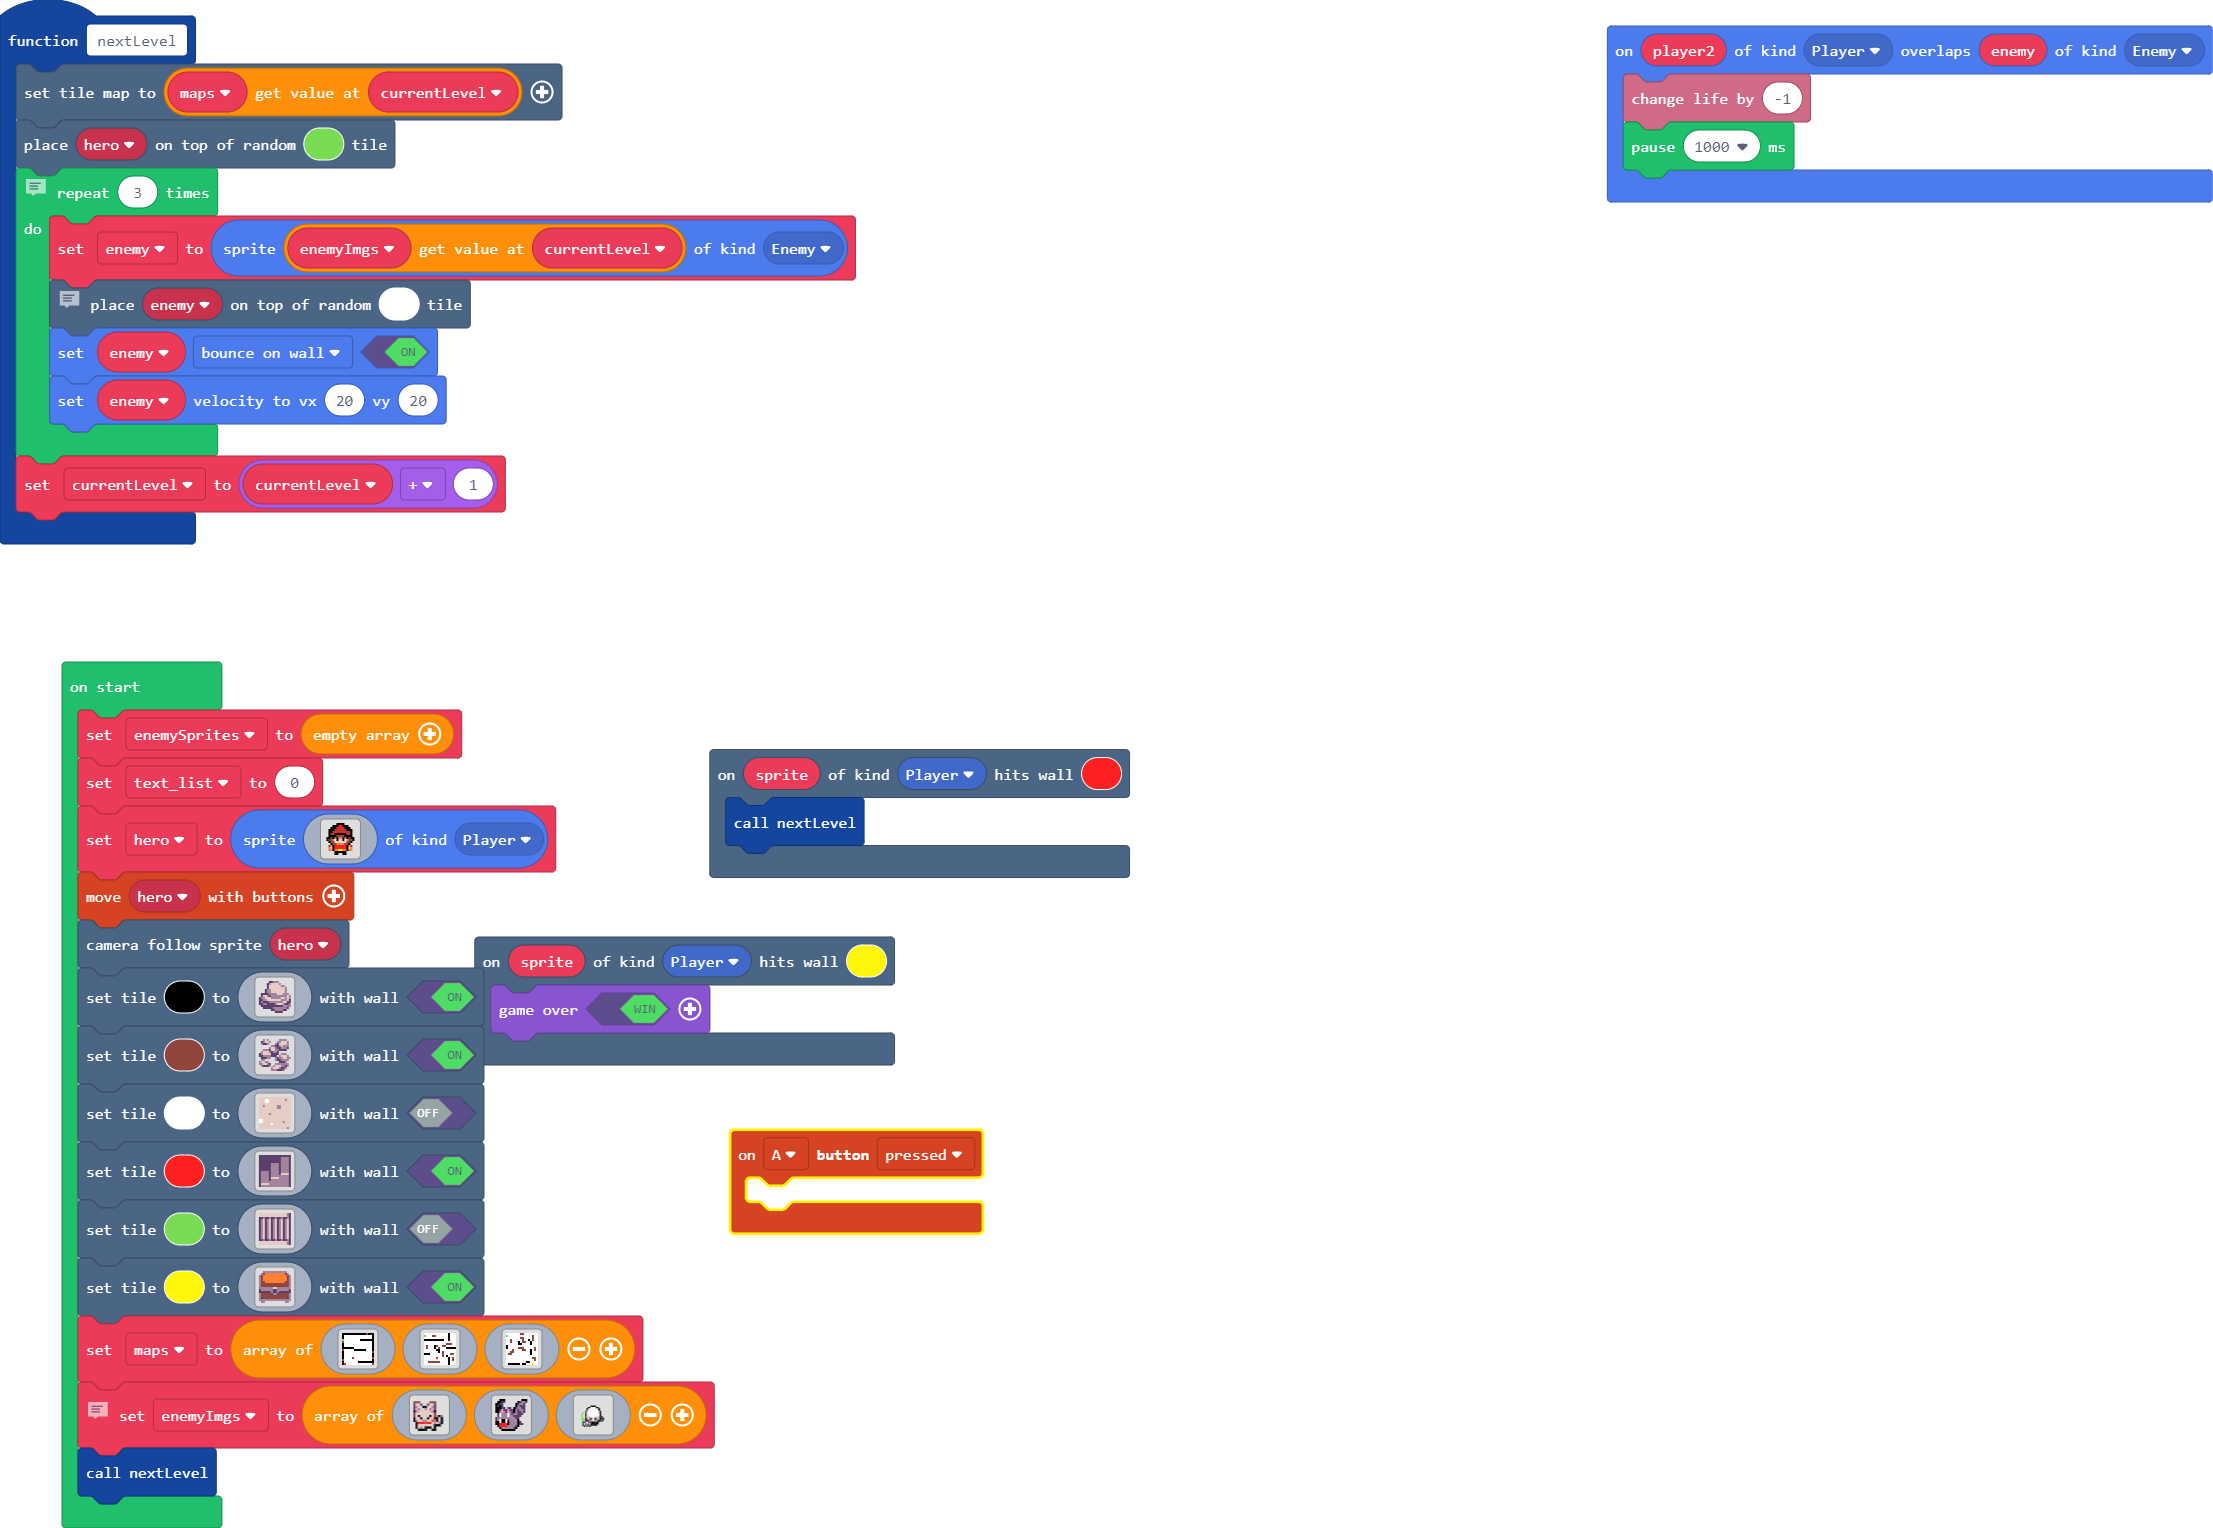 function nextLevel
set tile map to maps get value at currentLevel
place hero on top of random tile
repeat 3 times
do
set enemy to sprite enemyImgs get value at currentLevel of kind Enemy
place enemy on top of random tile
set enemy bounce on wall ON
set enemy velocity to vx 20 vy 20
set currentLevel to currentLevel + 1
on player2 of kind Player overlaps enemy of kind Enemy
change life by -1
pause 1000 ms
on start
set enemySprites to empty array
set text_list to 0
set hero to sprite of kind Player
move hero with buttons
camera follow sprite hero
set tile to with wall ON
set tile to with wall ON
set tile to with wall OFF
set tile to with wall ON
set tile to with wall OFF
set tile to with wall ON
set maps to array of
set enemyImgs to array of
call nextLevel
on sprite of kind Player hits wall
call nextLevel
on sprite of kind Player hits wall
game over WIN
on A button pressed